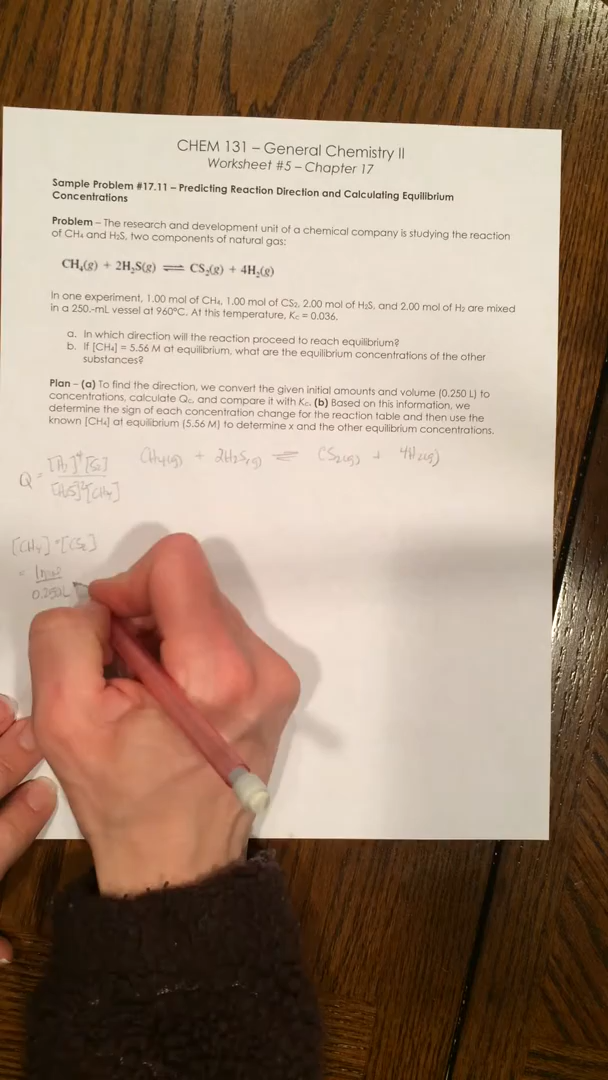 CHEM 131 – General Chemistry II
Worksheet #5 – Chapter 17
Sample Problem #17.11 – Predicting Reaction Direction and Calculating Equilibrium
Concentrations
Problem – The research and development unit of a chemical company is studying the reaction
of CH₄ and H₂S, two components of natural gas:
CH₄(g) + 2H₂S(g) ⇌ CS₂(g) + 4H₂(g)
In one experiment, 1.00 mol of CH₄, 1.00 mol of CS₂, 2.00 mol of H₂S, and 2.00 mol of H₂ are mixed
in a 250.-mL vessel at 960°C. At this temperature, Kc = 0.036.
a. In which direction will the reaction proceed to reach equilibrium?
b. If [CH₄] = 5.56 M at equilibrium, what are the equilibrium concentrations of the other
substances?
Plan – (a) To find the direction, we convert the given initial amounts and volume (0.250 L) to
concentrations, calculate Qc, and compare it with Kc. (b) Based on this information, we
determine the sign of each concentration change for the reaction table and then use the
known [CH₄] at equilibrium (5.56 M) to determine x and the other equilibrium concentrations.
CH₄(g) + 2H₂S(g) ⇌ CS₂(g) + 4H₂(g)
Q = [H₂]⁴[CS₂]
[H₂S]²[CH₄]
[CH₄] = [CS₂]
= 1 mol
0.250L